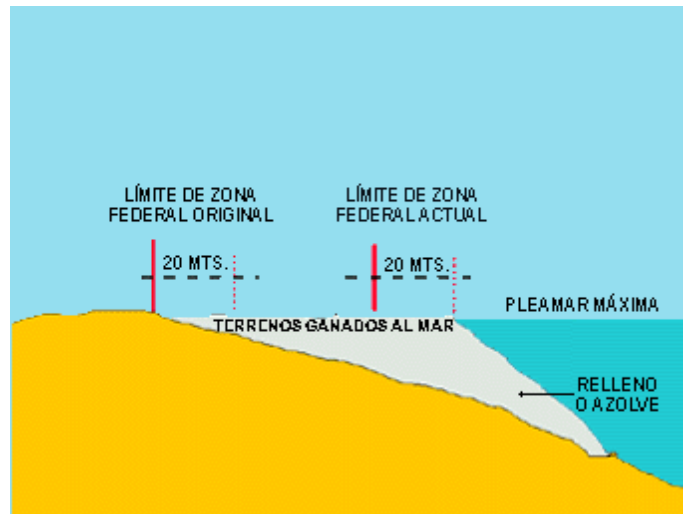 LÍMITE DE ZONA
FEDERAL ORIGINAL
LÍMITE DE ZONA
FEDERAL ACTUAL
20 MTS.
20 MTS.
PLEAMAR MÁXIMA
TERRENOS GANADOS AL MAR
RELLENO
O AZOLVE